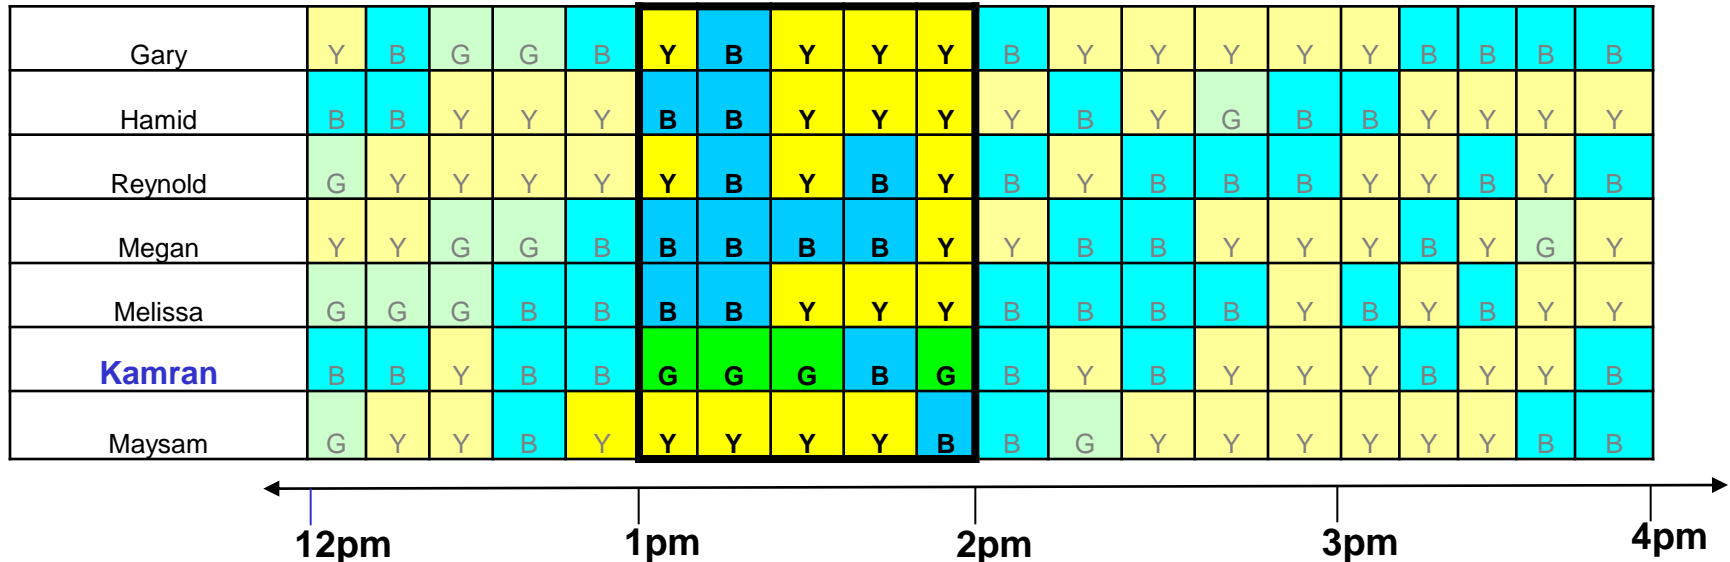 Gary Y B G G B Y B Y Y Y B Y Y Y Y Y B B B B
Hamid B B Y Y Y B B Y Y Y Y B Y G B B Y Y Y Y
Reynold G Y Y Y Y Y B Y B Y B Y B B B Y Y B Y B
Megan Y Y G G B B B B B Y Y B B Y Y Y B Y G Y
Melissa G G G B B B B Y Y Y B B B B Y B Y B Y Y
Kamran B B Y B B G G G B G B Y B Y Y Y B Y Y B
Maysam G Y Y B Y Y Y Y Y B B G Y Y Y Y Y Y B B
12pm 1pm 2pm 3pm 4pm